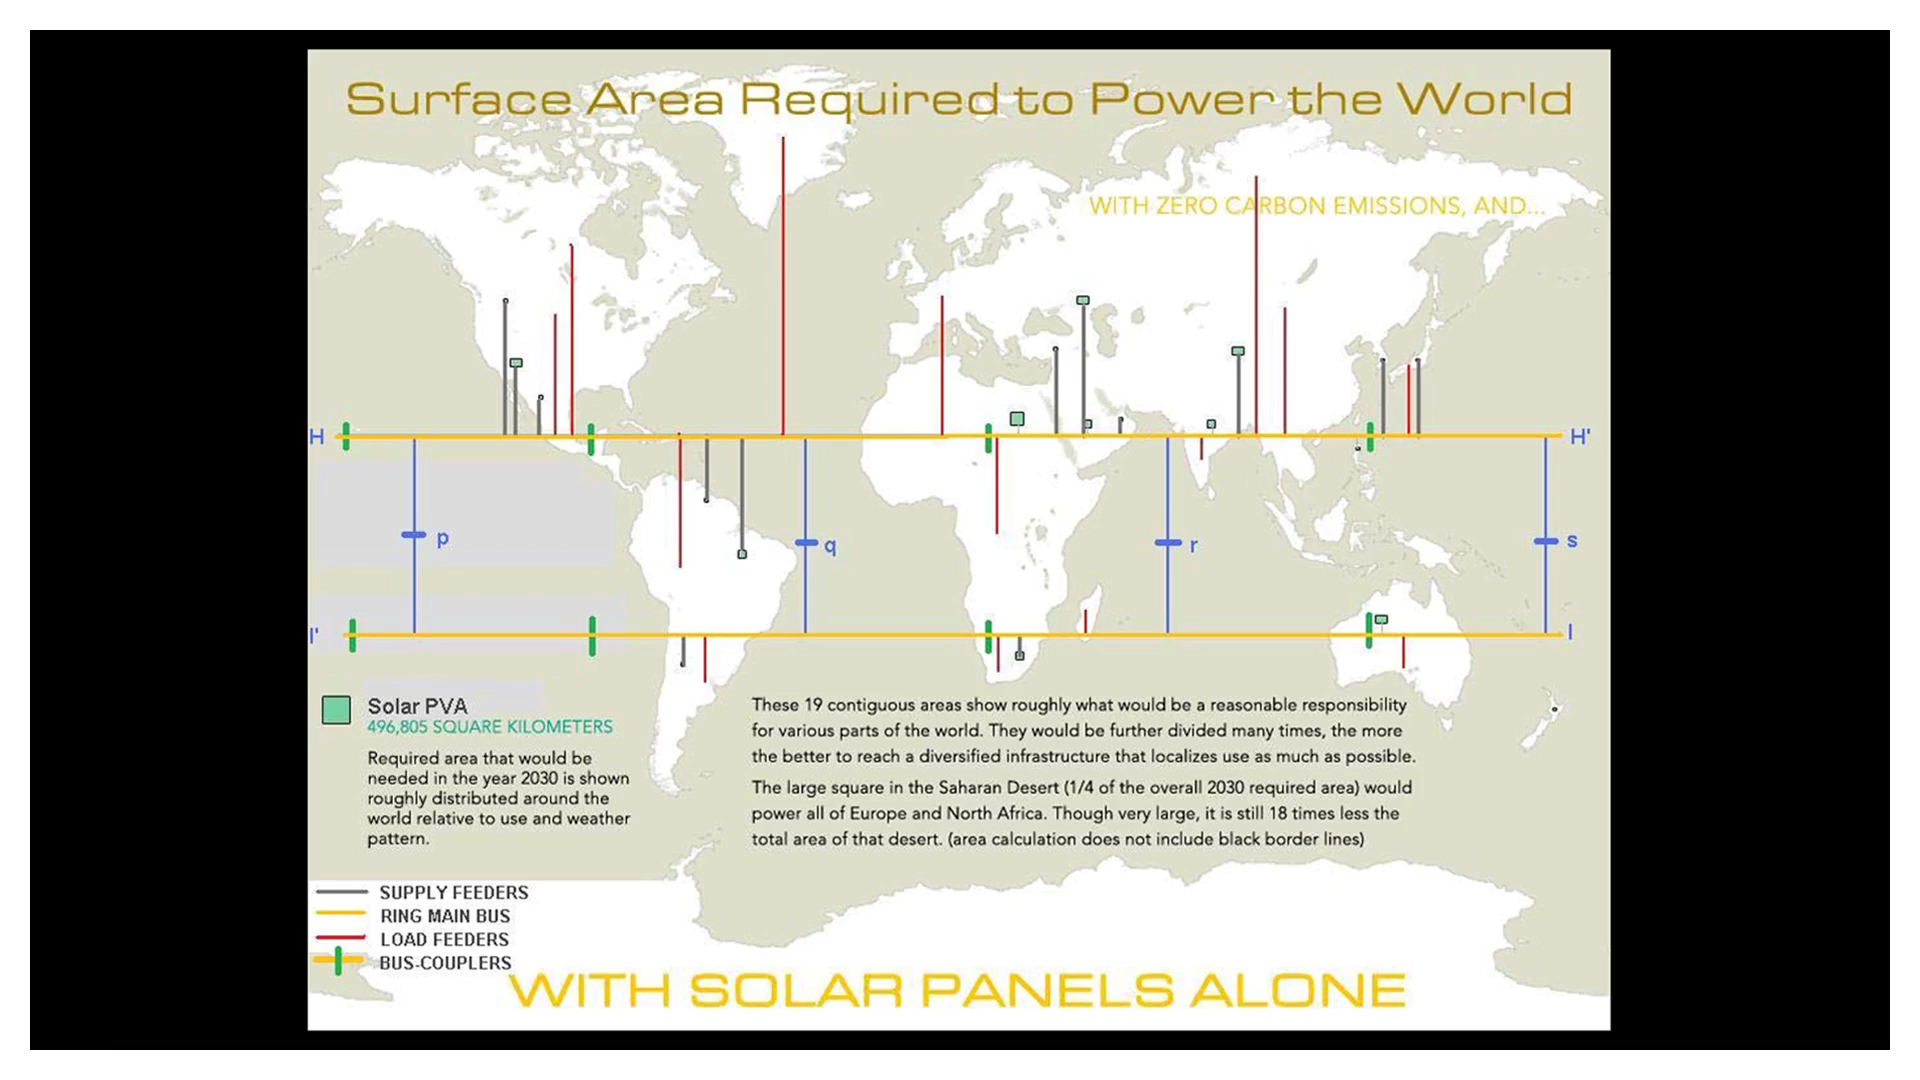 Surface Area Required to Power the World
WITH ZERO CARBON EMISSIONS, AND...
H
H'
p
q
r
s
I'
I
Solar PVA
496,805 SQUARE KILOMETERS
Required area that would be
needed in the year 2030 is shown
roughly distributed around the
world relative to use and weather
pattern.
These 19 contiguous areas show roughly what would be a reasonable responsibility
for various parts of the world. They would be further divided many times, the more
the better to reach a diversified infrastructure that localizes use as much as possible.
The large square in the Saharan Desert (1/4 of the overall 2030 required area) would
power all of Europe and North Africa. Though very large, it is still 18 times less the
total area of that desert. (area calculation does not include black border lines)
SUPPLY FEEDERS
RING MAIN BUS
LOAD FEEDERS
BUS-COUPLERS
WITH SOLAR PANELS ALONE